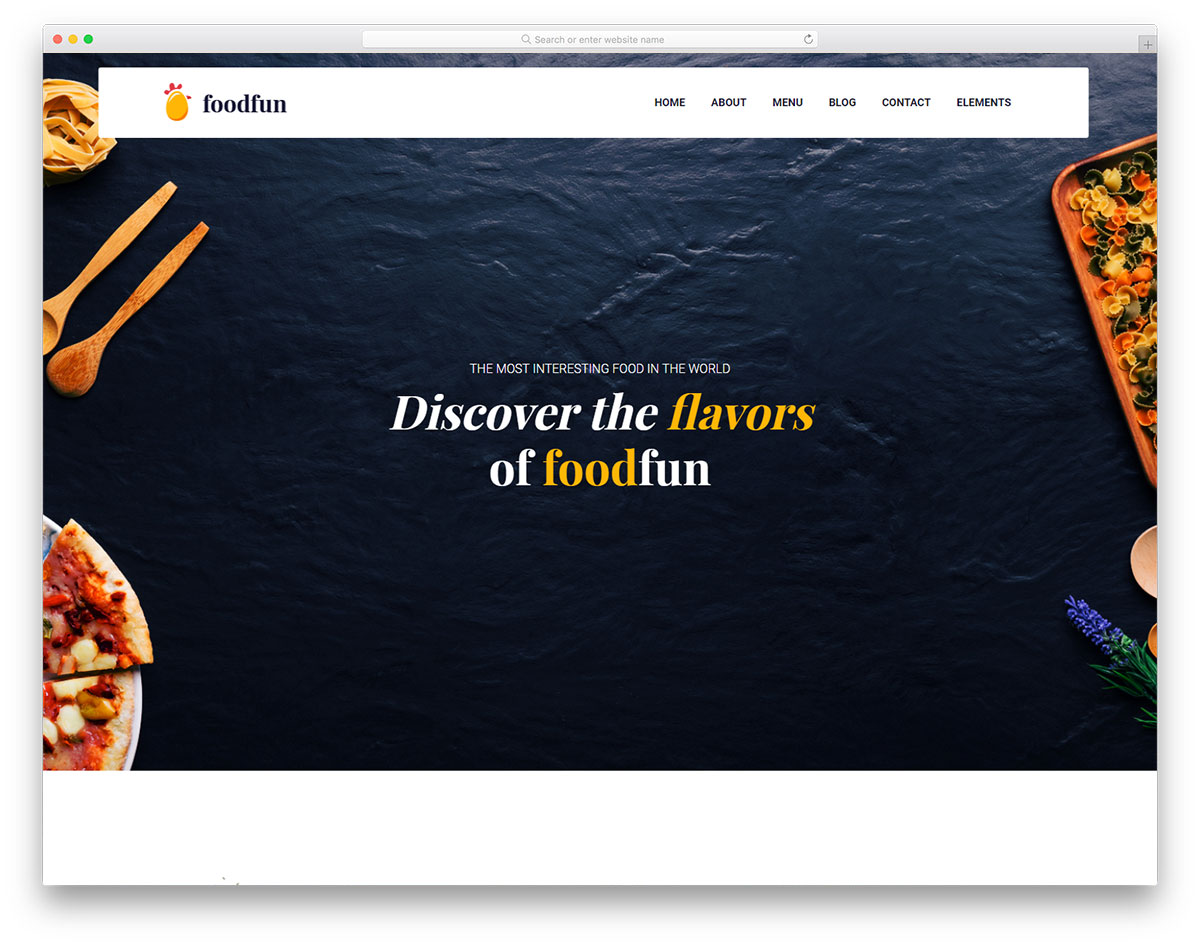 Search or enter website name
foodfun
HOME ABOUT MENU BLOG CONTACT ELEMENTS
THE MOST INTERESTING FOOD IN THE WORLD
Discover the flavors
of foodfun